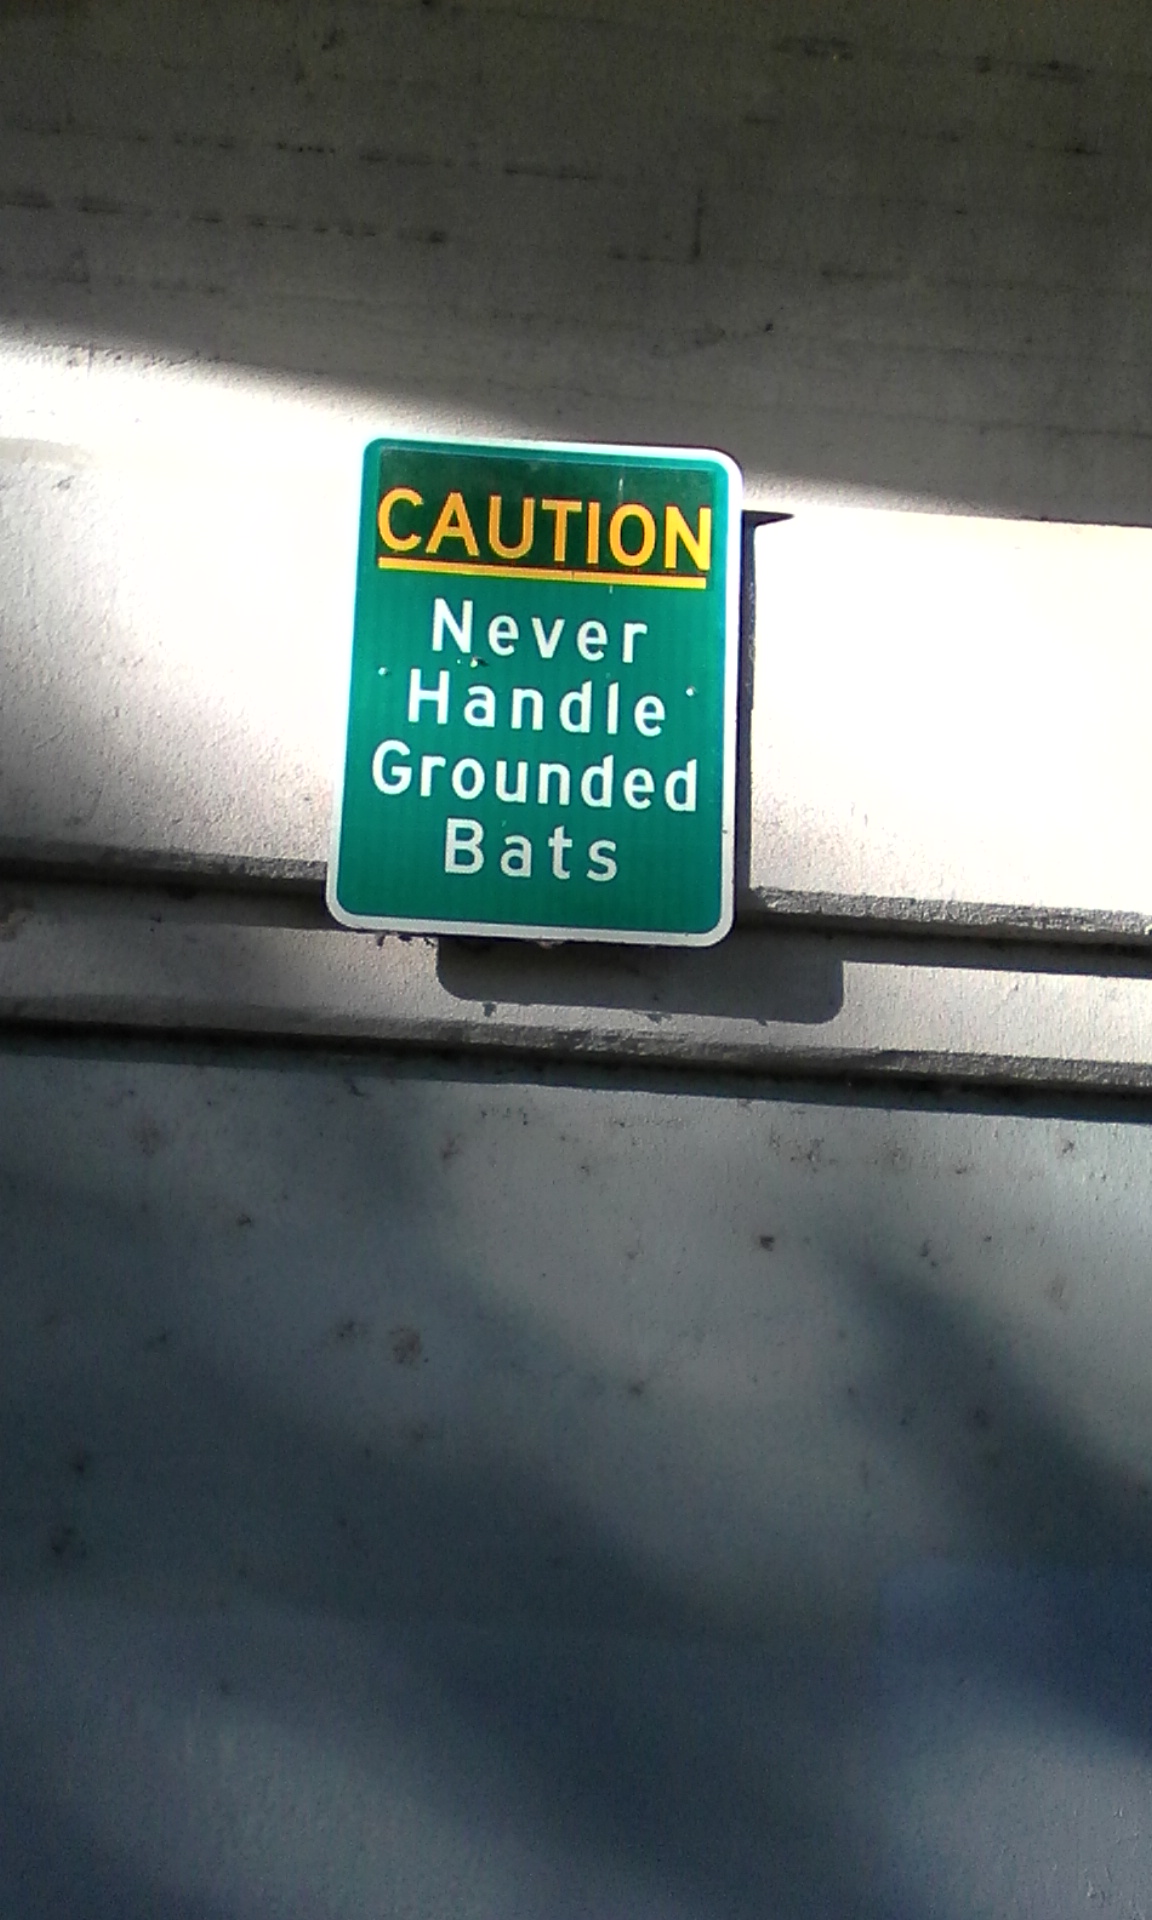 CAUTION
Never
Handle
Grounded
Bats